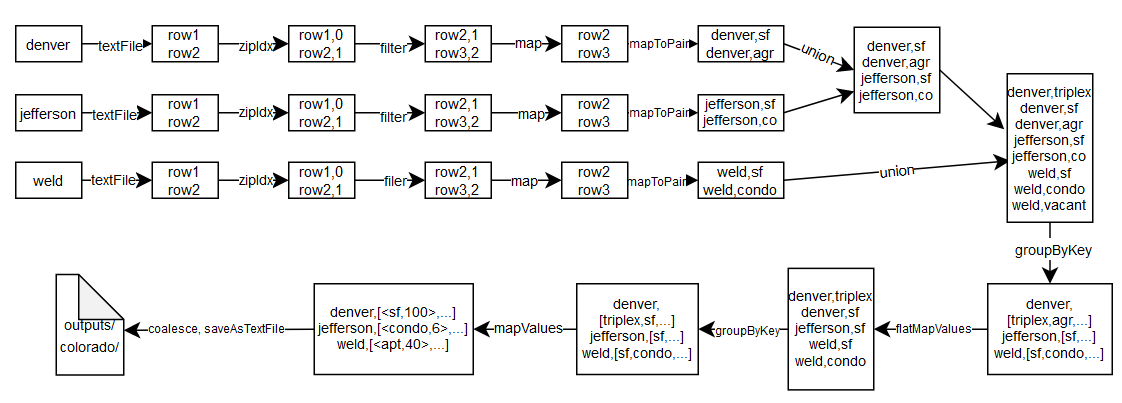 denver
textFile
row1
row2
zipIdx
row1,0
row2,1
filter
row2,1
row3,2
map
row2
row3
mapToPair
denver,sf
denver,agr
union
denver,sf
denver,agr
jefferson,sf
jefferson,co
jefferson
textFile
row1
row2
zipIdx
row1,0
row2,1
filter
row2,1
row3,2
map
row2
row3
mapToPair
jefferson,sf
jefferson,co
weld
textFile
row1
row2
zipIdx
row1,0
row2,1
filer
row2,1
row3,2
map
row2
row3
mapToPair
weld,sf
weld,condo
union
denver,triplex
denver,sf
denver,agr
jefferson,sf
jefferson,co
weld,sf
weld,condo
weld,vacant
groupByKey
denver,
[triplex,agr,...]
jefferson,[sf,...]
weld,[sf,condo,...]
flatMapValues
denver,triplex
denver,sf
jefferson,sf
weld,sf
weld,condo
groupByKey
denver,
[triplex,sf,...]
jefferson,[sf,...]
weld,[sf,condo,...]
mapValues
denver,[<sf,100>,...]
jefferson,[<condo,6>,...]
weld,[<apt,40>,...]
coalesce, saveAsTextFile
outputs/
colorado/